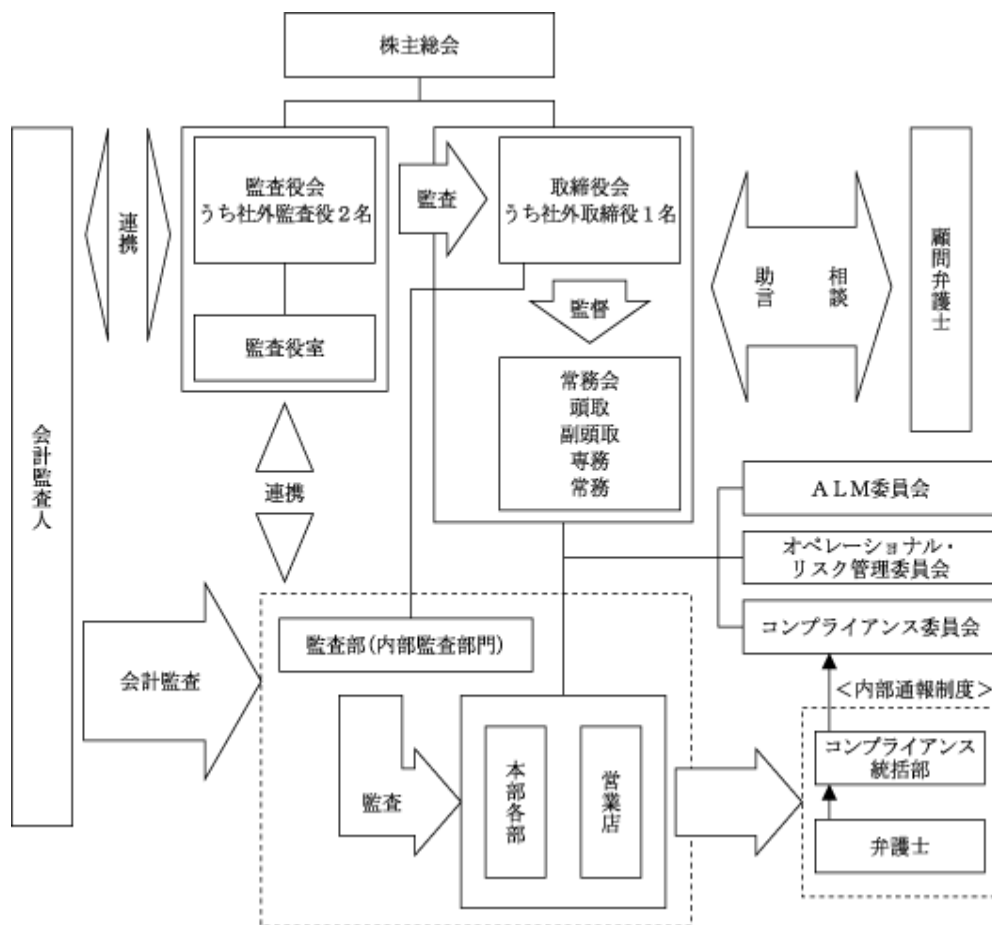 株主総会
監査役会
うち社外監査役2名
監査
取締役会
うち社外取締役1名
連携
助言
相談
顧問弁護士
監督
監査役室
常務会
頭取
副頭取
専務
常務
会計監査人
連携
ALM委員会
オペレーショナル・
リスク管理委員会
コンプライアンス委員会
監査部(内部監査部門)
会計監査
<内部通報制度>
コンプライアンス
統括部
監査
本部各部
営業店
弁護士